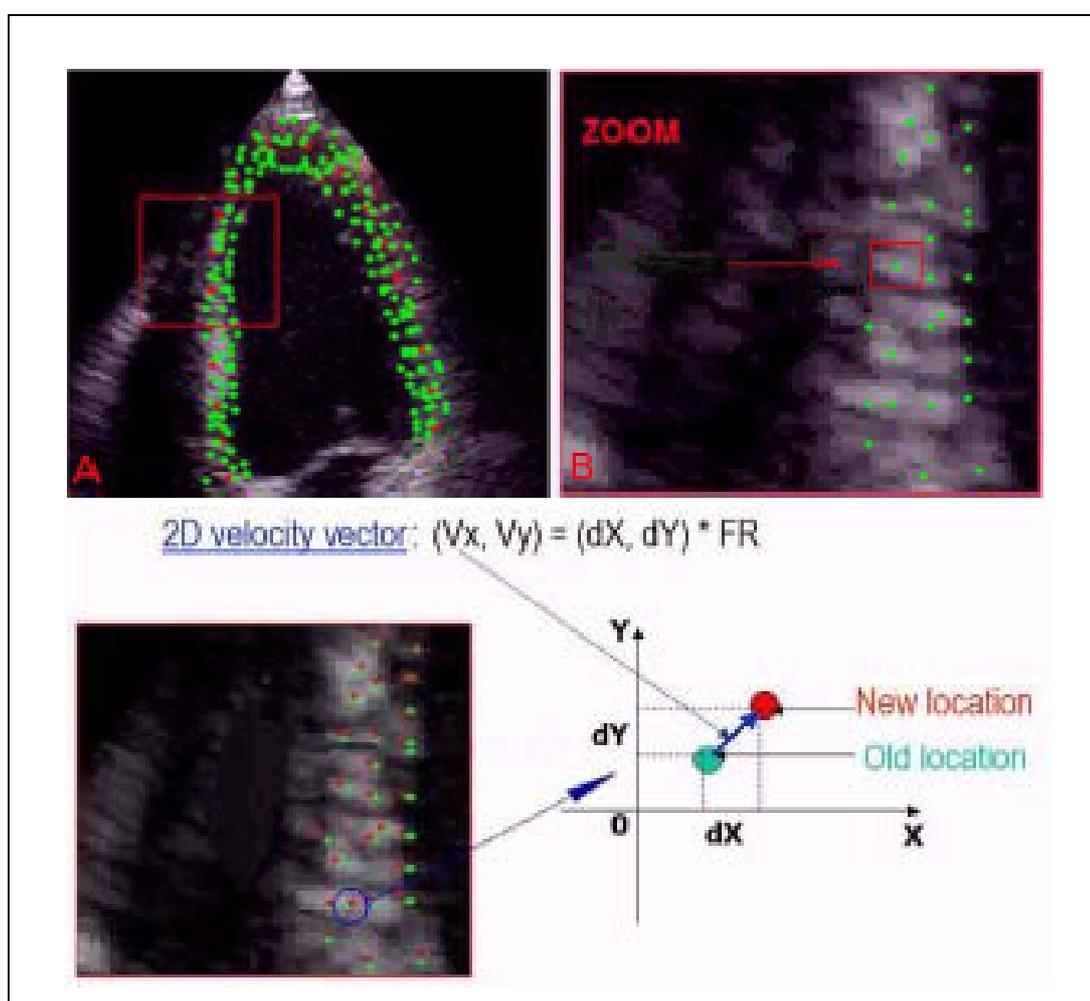 ZOOM
A
B
2D velocity vector: (Vx, Vy) = (dX, dY) * FR
Y
New location
dY
Old location
0
dX
X